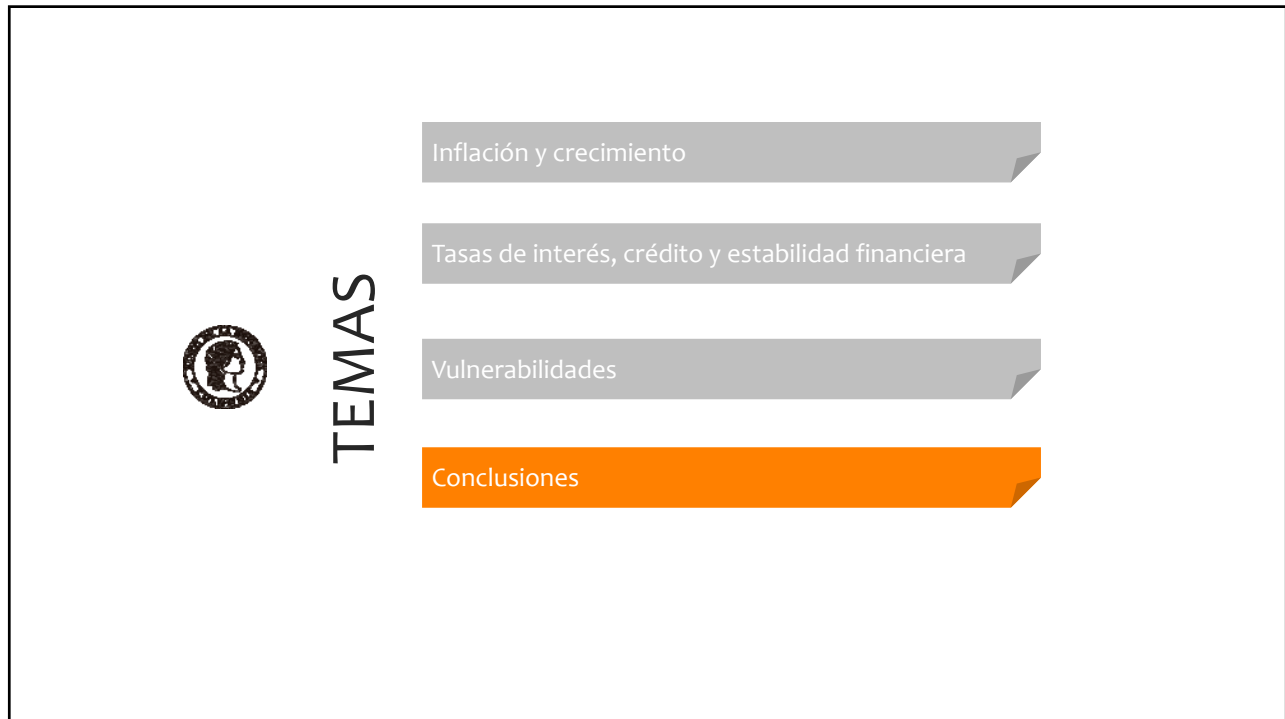 TEMAS
Inflación y crecimiento
Tasas de interés, crédito y estabilidad financiera
Vulnerabilidades
Conclusiones